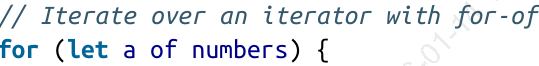 // Iterate over an iterator with for-of
for (let a of numbers) {